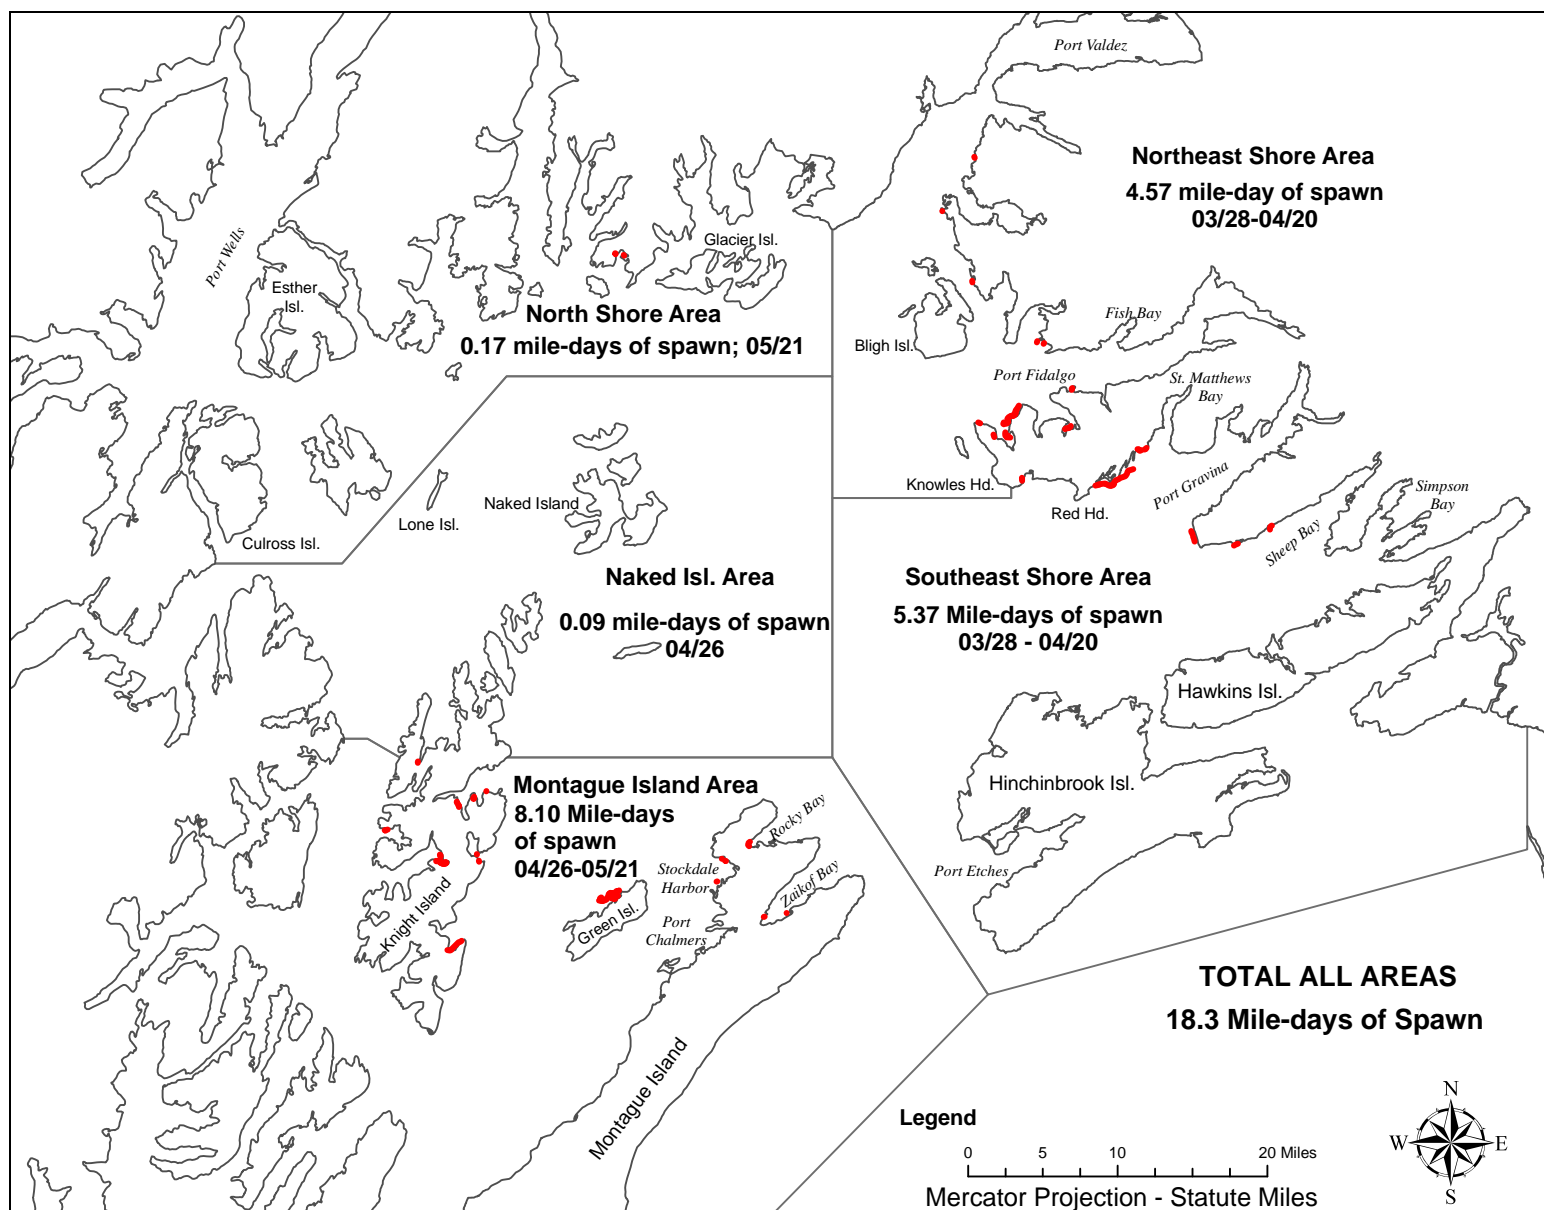 Port Valdez
Northeast Shore Area
4.57 mile-day of spawn
03/28-04/20
Port Wells
Glacier Isl.
Esther
Isl.
North Shore Area
0.17 mile-days of spawn; 05/21
Fish Bay
Bligh Isl.
Port Fidalgo
St. Matthews
Bay
Knowles Hd.
Port Gravina
Red Hd.
Simpson
Bay
Sheep Bay
Naked Island
Lone Isl.
Culross Isl.
Naked Isl. Area
0.09 mile-days of spawn
04/26
Southeast Shore Area
5.37 Mile-days of spawn
03/28 - 04/20
Hawkins Isl.
Hinchinbrook Isl.
Port Etches
Montague Island Area
8.10 Mile-days
of spawn
04/26-05/21
Rocky Bay
Stockdale
Harbor
Zaikof Bay
Knight Island
Green Isl.
Port
Chalmers
Montague Island
TOTAL ALL AREAS
18.3 Mile-days of Spawn
Legend
0 5 10 20 Miles
Mercator Projection - Statute Miles
N
W E
S